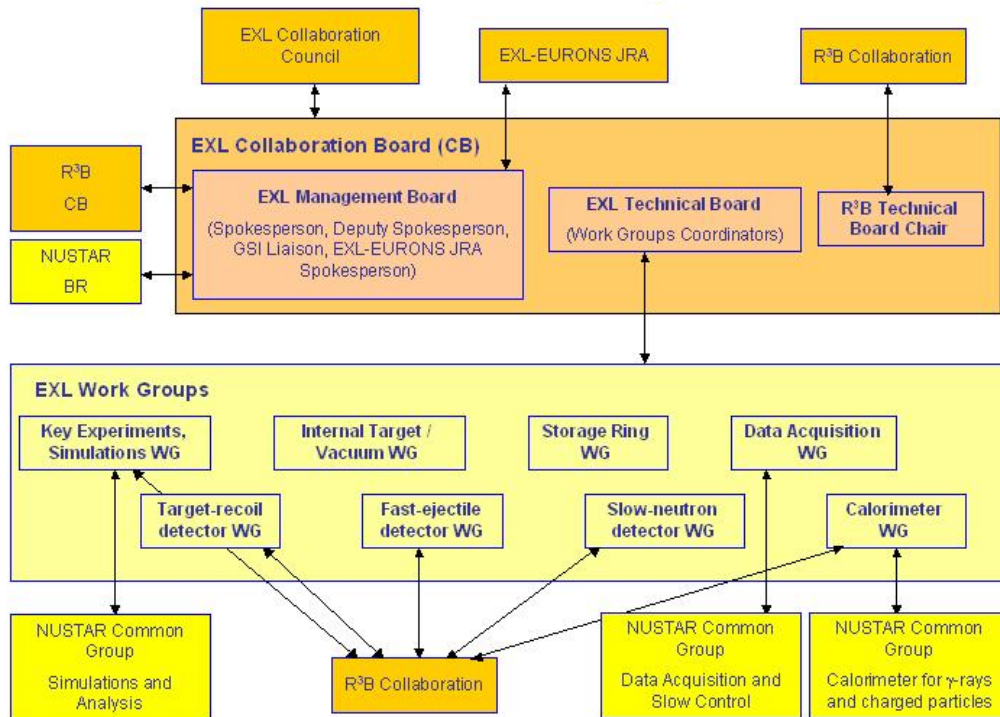 EXL Collaboration
Council
EXL-EURONS JRA
R³B Collaboration
EXL Collaboration Board (CB)
R³B
CB
NUSTAR
BR
EXL Management Board
(Spokesperson, Deputy Spokesperson,
GSI Liaison, EXL-EURONS JRA
Spokesperson)
EXL Technical Board
(Work Groups Coordinators)
R³B Technical
Board Chair
EXL Work Groups
Key Experiments,
Simulations WG
Internal Target /
Vacuum WG
Storage Ring
WG
Data Acquisition
WG
Target-recoil
detector WG
Fast-ejectile
detector WG
Slow-neutron
detector WG
Calorimeter
WG
NUSTAR Common
Group
Simulations and
Analysis
R³B Collaboration
NUSTAR Common
Group
Data Acquisition and
Slow Control
NUSTAR Common
Group
Calorimeter for γ-rays
and charged particles